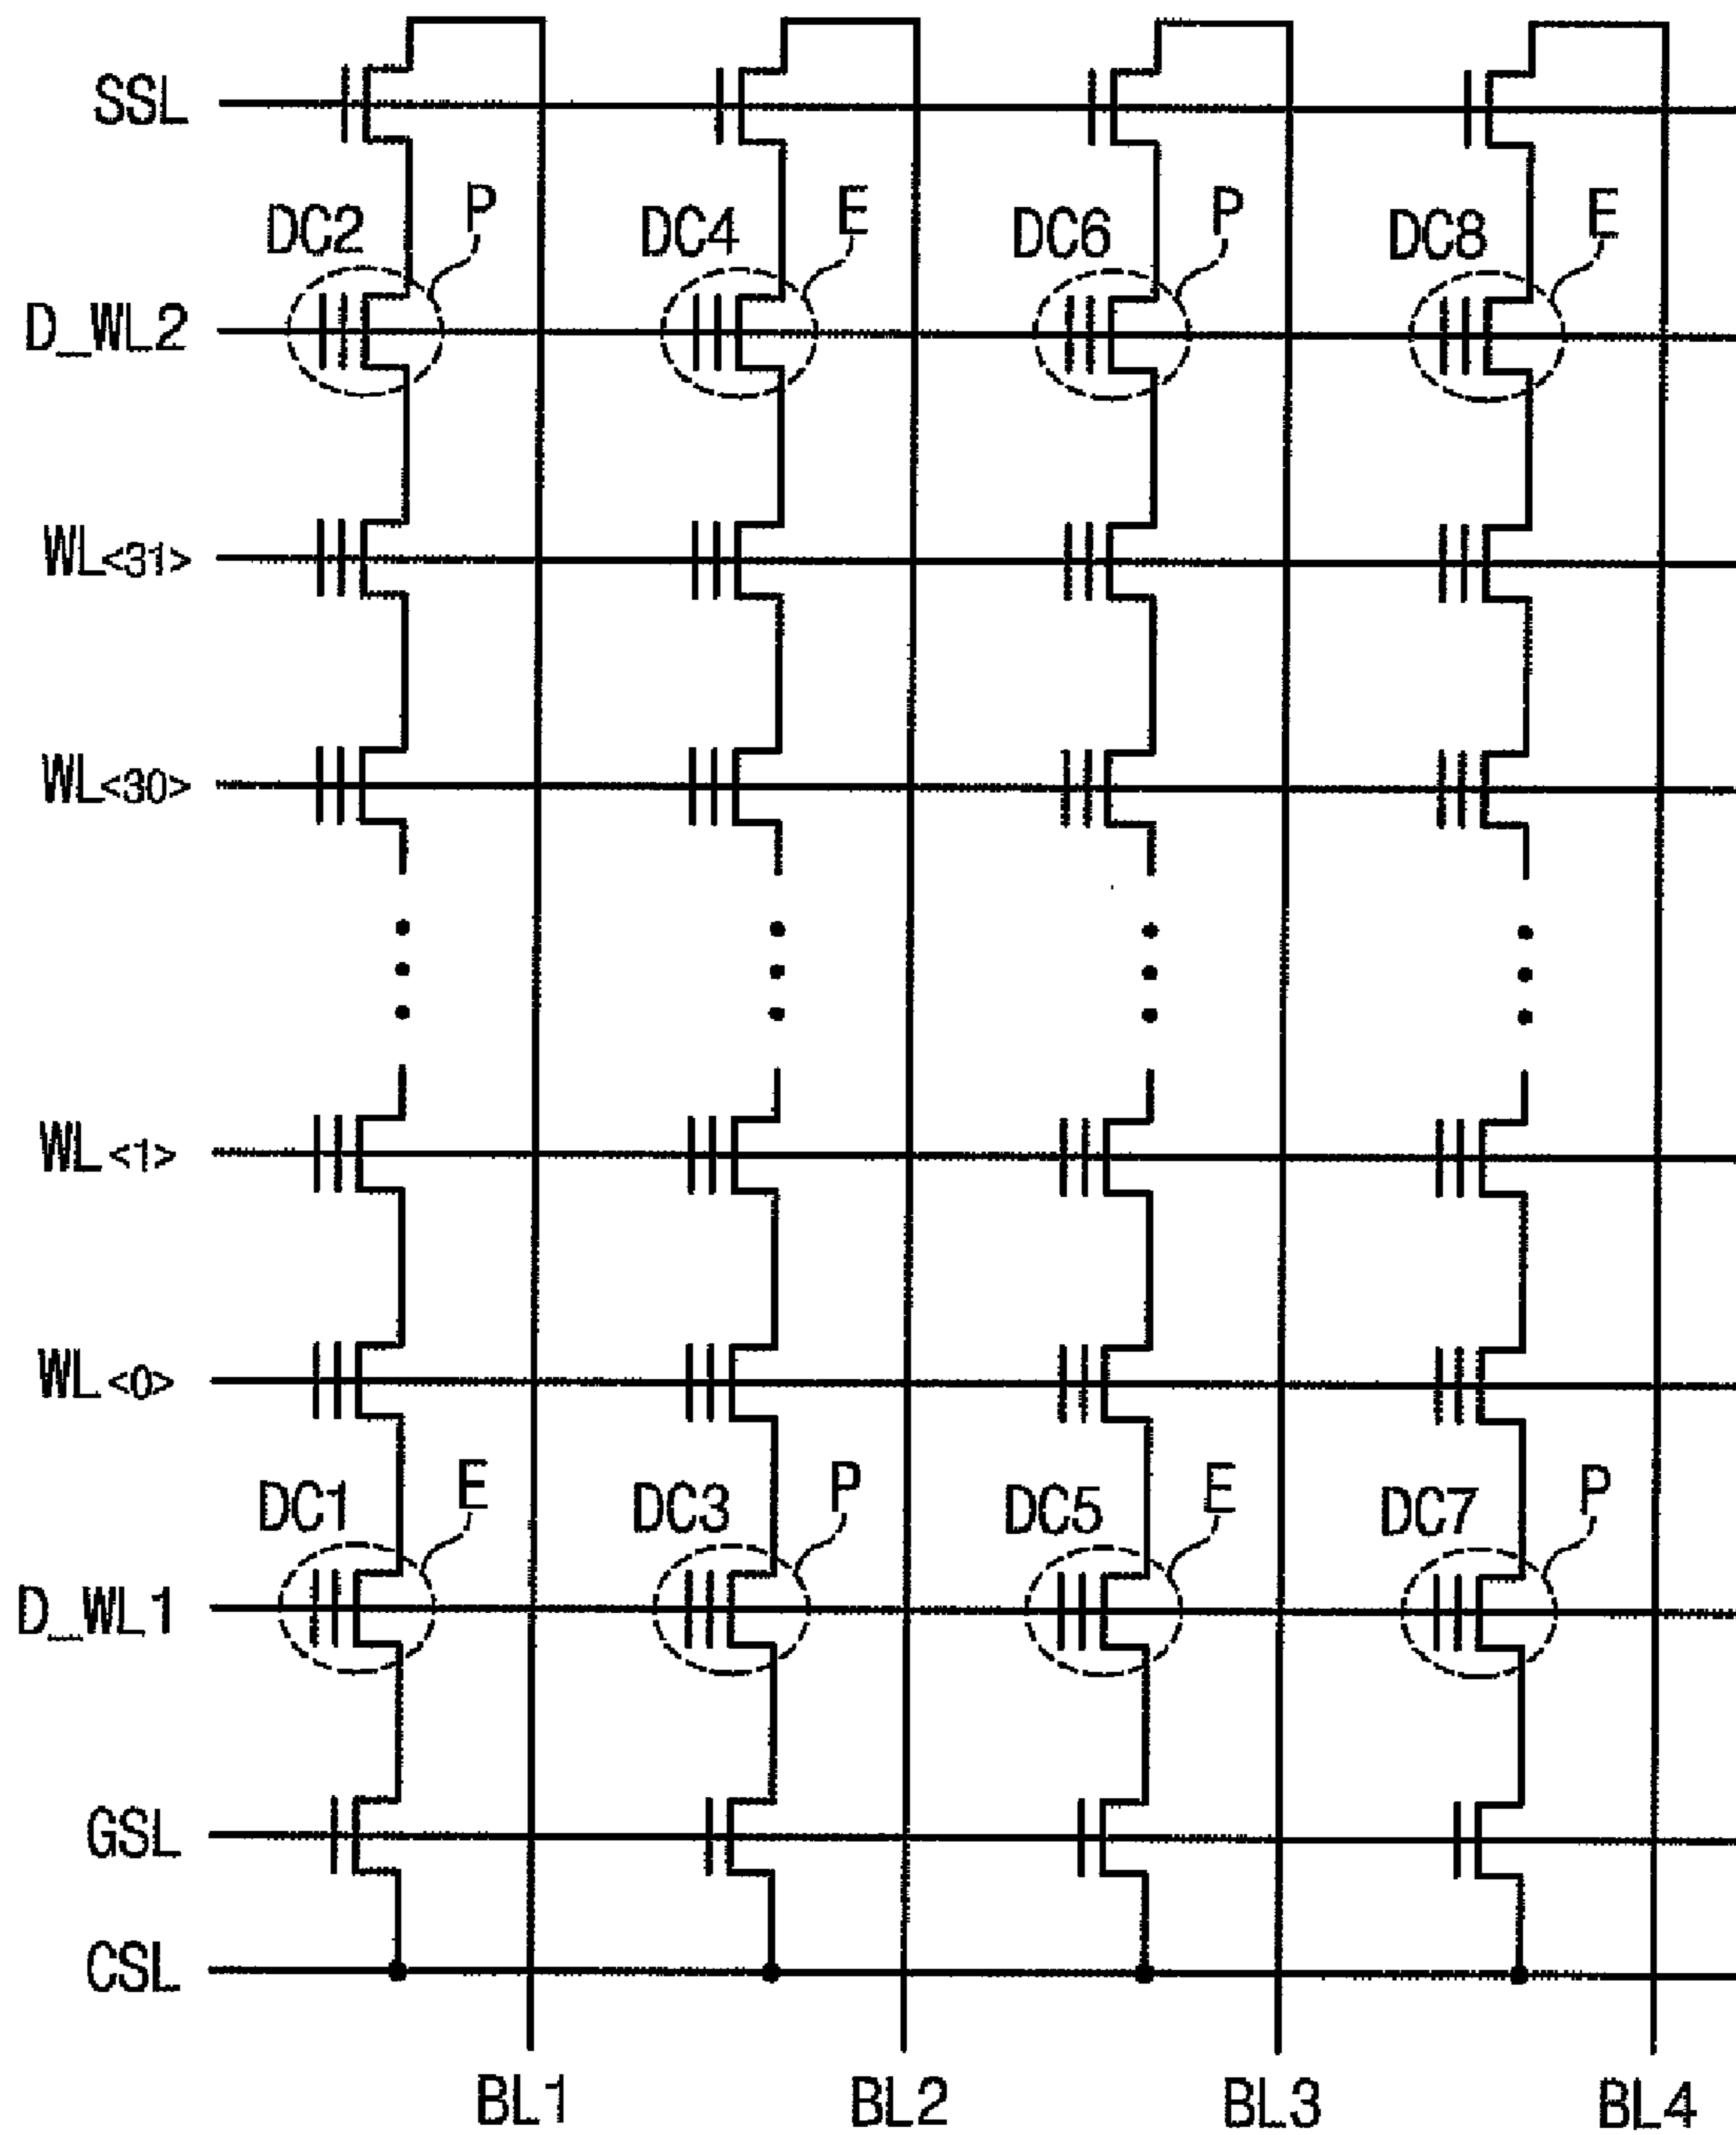 SSL
DC2 P DC4 E DC6 P DC8 E
D_WL2
WL<31>
WL<30>
WL<1>
WL<0>
DC1 E DC3 P DC5 E DC7 P
D_WL1
GSL
CSL
BL1 BL2 BL3 BL4